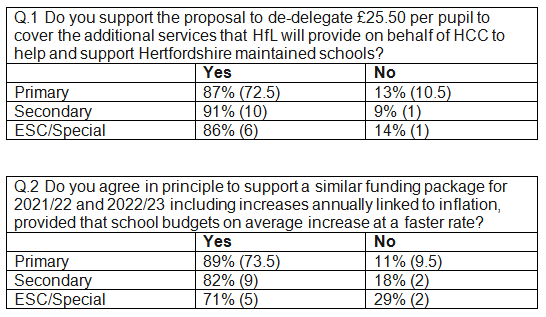 Q.1 Do you support the proposal to de-delegate £25.50 per pupil to
cover the additional services that HfL will provide on behalf of HCC to
help and support Hertfordshire maintained schools?
Yes No
Primary 87% (72.5) 13% (10.5)
Secondary 91% (10) 9% (1)
ESC/Special 86% (6) 14% (1)
Q.2 Do you agree in principle to support a similar funding package for
2021/22 and 2022/23 including increases annually linked to inflation,
provided that school budgets on average increase at a faster rate?
Yes No
Primary 89% (73.5) 11% (9.5)
Secondary 82% (9) 18% (2)
ESC/Special 71% (5) 29% (2)